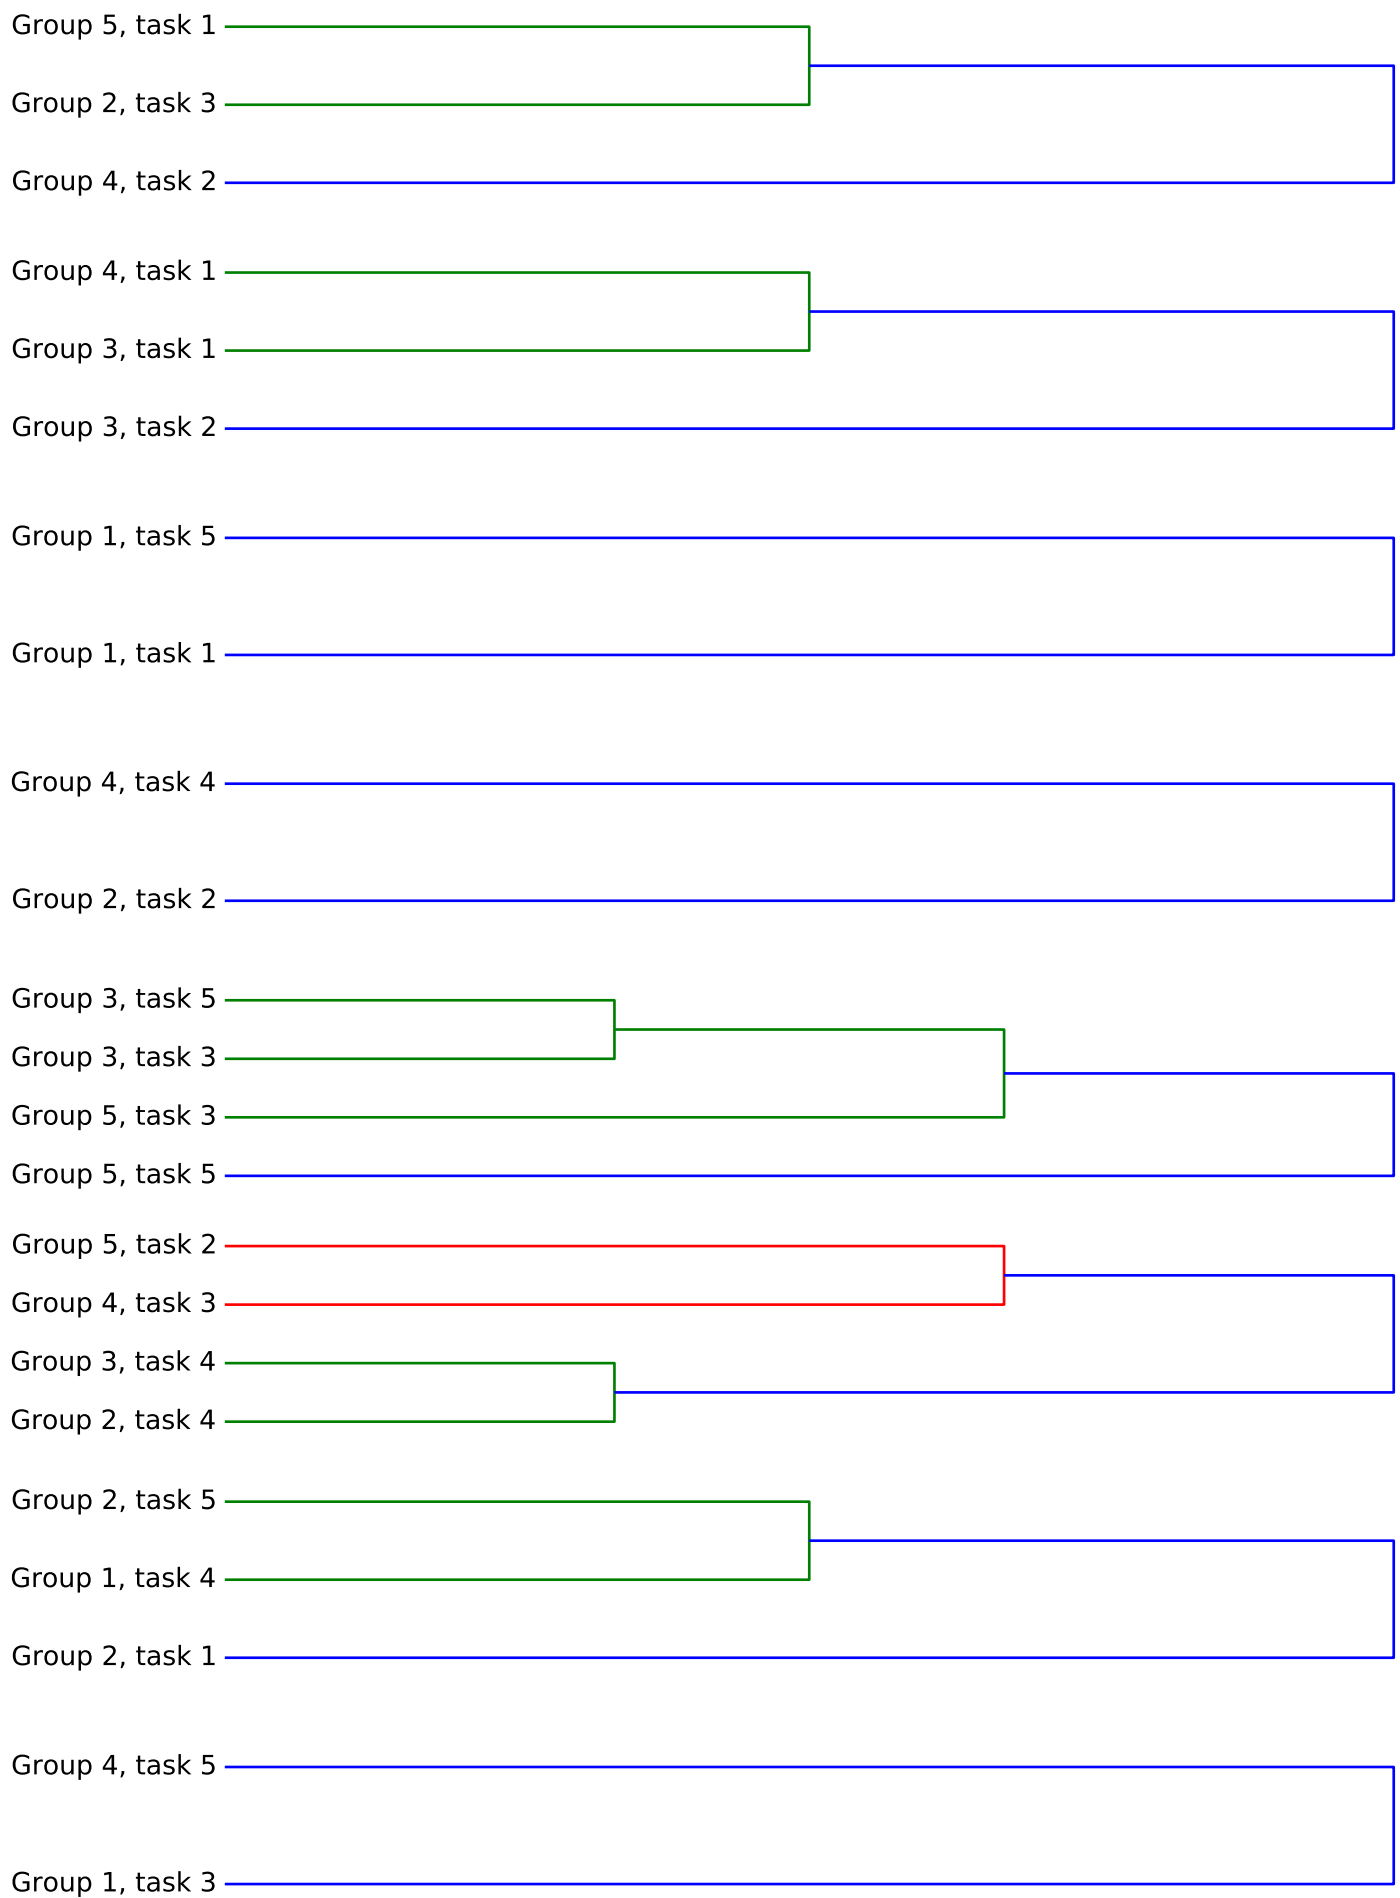 Group 5, task 1
Group 2, task 3
Group 4, task 2
Group 4, task 1
Group 3, task 1
Group 3, task 2
Group 1, task 5
Group 1, task 1
Group 4, task 4
Group 2, task 2
Group 3, task 5
Group 3, task 3
Group 5, task 3
Group 5, task 5
Group 5, task 2
Group 4, task 3
Group 3, task 4
Group 2, task 4
Group 2, task 5
Group 1, task 4
Group 2, task 1
Group 4, task 5
Group 1, task 3